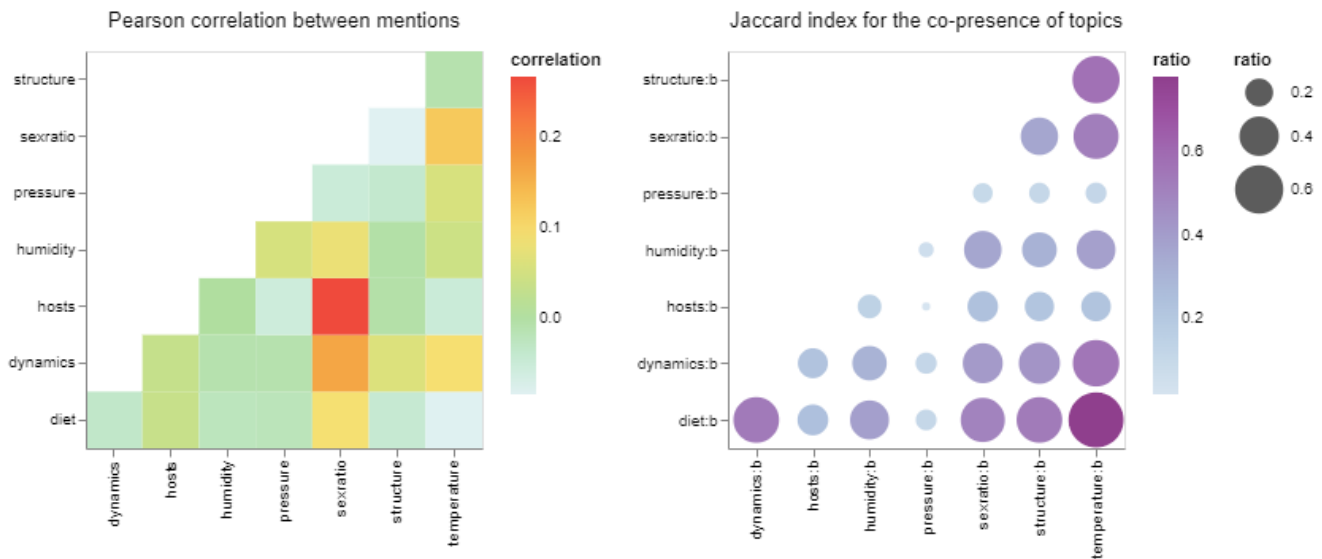 Pearson correlation between mentions
structure
sexratio
pressure
humidity
hosts
dynamics
diet
dynamics
hosts
humidity
pressure
sexratio
structure
temperature
correlation
0.2
0.1
0.0
Jaccard index for the co-presence of topics
structure:b
sexratio:b
pressure:b
humidity:b
hosts:b
dynamics:b
diet:b
dynamics:b
hosts:b
humidity:b
pressure:b
sexratio:b
structure:b
temperature:b
ratio
0.6
0.4
0.2
ratio
0.2
0.4
0.6